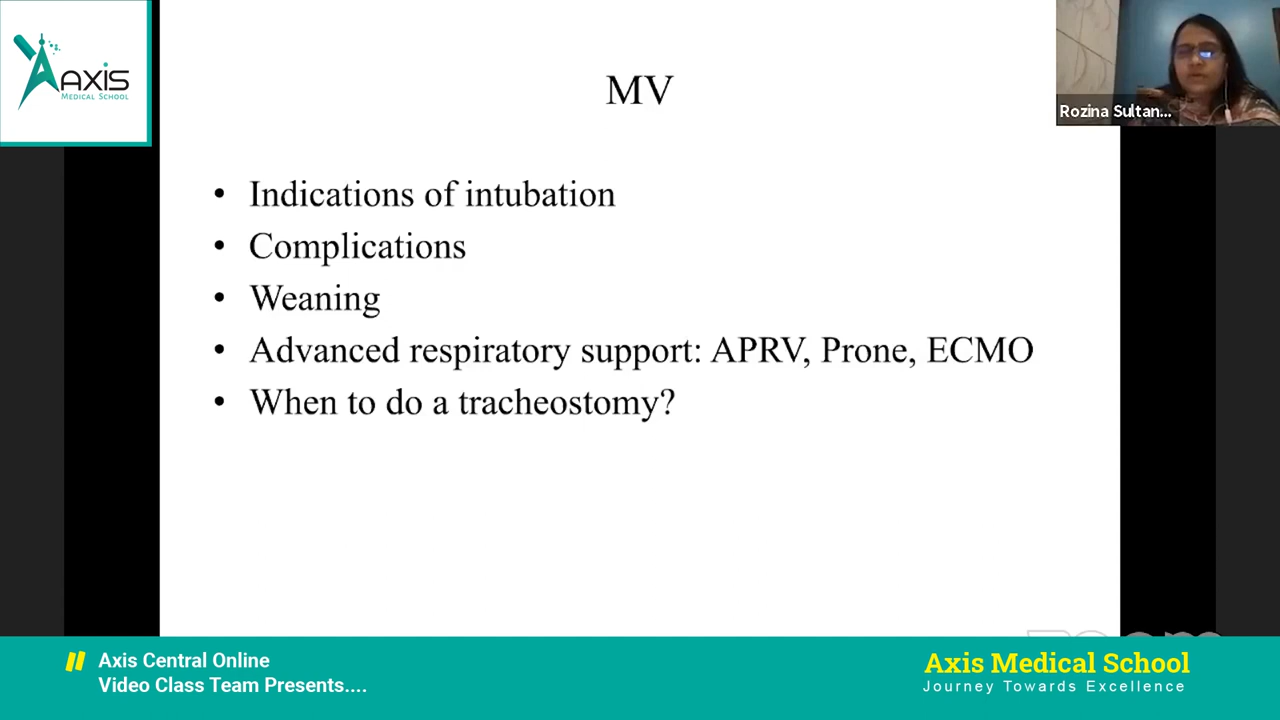 AXIS
MEDICAL SCHOOL
MV
Rozina Sultan...
• Indications of intubation
• Complications
• Weaning
• Advanced respiratory support: APRV, Prone, ECMO
• When to do a tracheostomy?
Axis Central Online
Video Class Team Presents....
Axis Medical School
Journey Towards Excellence